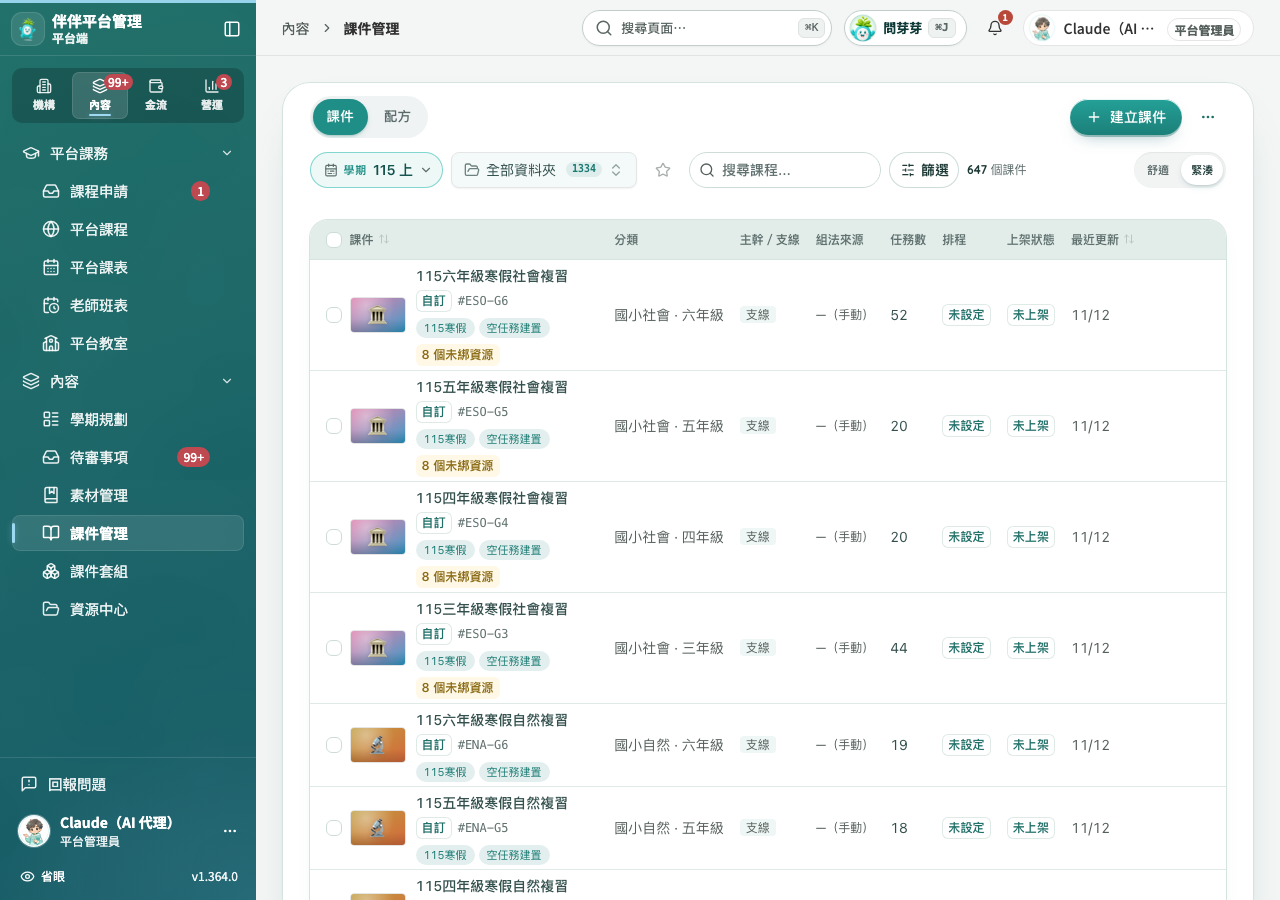 伴伴平台管理
平台端
機構
內容
99+
金流
營運
3
平台課務
課程申請
1
平台課程
平台課表
老師班表
平台教室
內容
學期規劃
待審事項
99+
素材管理
課件管理
課件套組
資源中心
回報問題
Claude（AI 代理）
平台管理員
省眼
v1.364.0
內容 > 課件管理
搜尋頁面… ⌘K
問芽芽 ⌘J
1
Claude（AI … 平台管理員
課件 配方
+ 建立課件
學期 115 上
全部資料夾 1334
搜尋課程…
篩選
647 個課件
舒適 緊湊
課件 分類 主幹 / 支線 組法來源 任務數 排程 上架狀態 最近更新
115六年級寒假社會複習
自訂 #ESO-G6
115寒假 空任務建置
8 個未綁資源
國小社會 · 六年級 支線 —（手動） 52 未設定 未上架 11/12
115五年級寒假社會複習
自訂 #ESO-G5
115寒假 空任務建置
8 個未綁資源
國小社會 · 五年級 支線 —（手動） 20 未設定 未上架 11/12
115四年級寒假社會複習
自訂 #ESO-G4
115寒假 空任務建置
8 個未綁資源
國小社會 · 四年級 支線 —（手動） 20 未設定 未上架 11/12
115三年級寒假社會複習
自訂 #ESO-G3
115寒假 空任務建置
8 個未綁資源
國小社會 · 三年級 支線 —（手動） 44 未設定 未上架 11/12
115六年級寒假自然複習
自訂 #ENA-G6
115寒假 空任務建置
國小自然 · 六年級 支線 —（手動） 19 未設定 未上架 11/12
115五年級寒假自然複習
自訂 #ENA-G5
115寒假 空任務建置
國小自然 · 五年級 支線 —（手動） 18 未設定 未上架 11/12
115四年級寒假自然複習